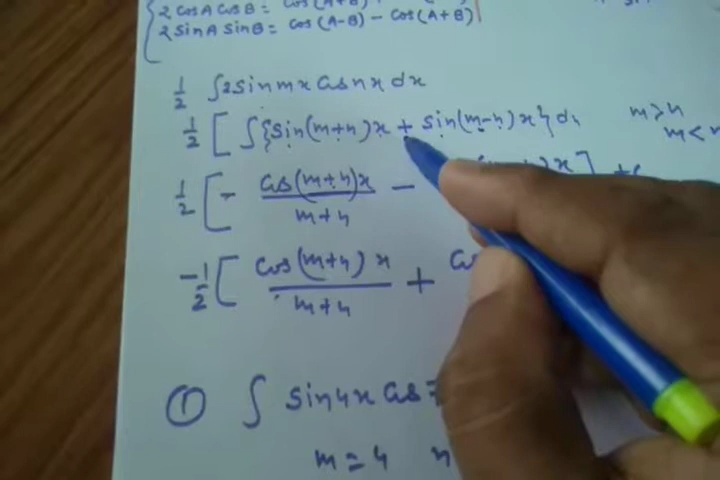 2 cos A cos B = cos(A+B)
2 sin A sin B = cos(A-B) - cos(A+B)
1/2 ∫2 sin mx cos nx dx
1/2 [ ∫{sin(m+n)x + sin(m-n)x} dx m>n
m<n
1/2 [ - cos(m+n)x / m+n - x ] + c
-1/2 [ cos(m+n)x / m+n +
① ∫ sin 4x cos 7
m = 4 n